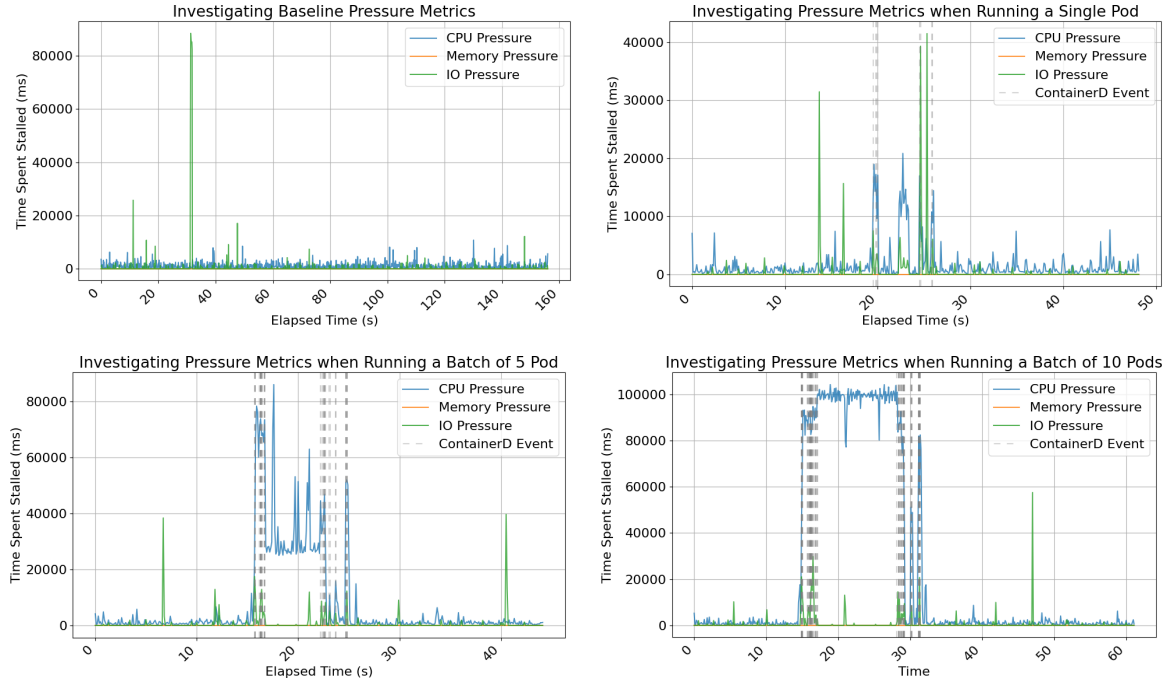 Investigating Baseline Pressure Metrics
CPU Pressure
Memory Pressure
IO Pressure
Time Spent Stalled (ms)
80000
60000
40000
20000
0
0 20 40 60 80 100 120 140 160
Elapsed Time (s)
Investigating Pressure Metrics when Running a Single Pod
CPU Pressure
Memory Pressure
IO Pressure
ContainerD Event
Time Spent Stalled (ms)
40000
30000
20000
10000
0
0 10 20 30 40 50
Elapsed Time (s)
Investigating Pressure Metrics when Running a Batch of 5 Pod
CPU Pressure
Memory Pressure
IO Pressure
ContainerD Event
Time Spent Stalled (ms)
80000
60000
40000
20000
0
0 10 20 30 40
Elapsed Time (s)
Investigating Pressure Metrics when Running a Batch of 10 Pods
CPU Pressure
Memory Pressure
IO Pressure
ContainerD Event
Time Spent Stalled (ms)
100000
80000
60000
40000
20000
0
0 10 20 30 40 50 60
Time